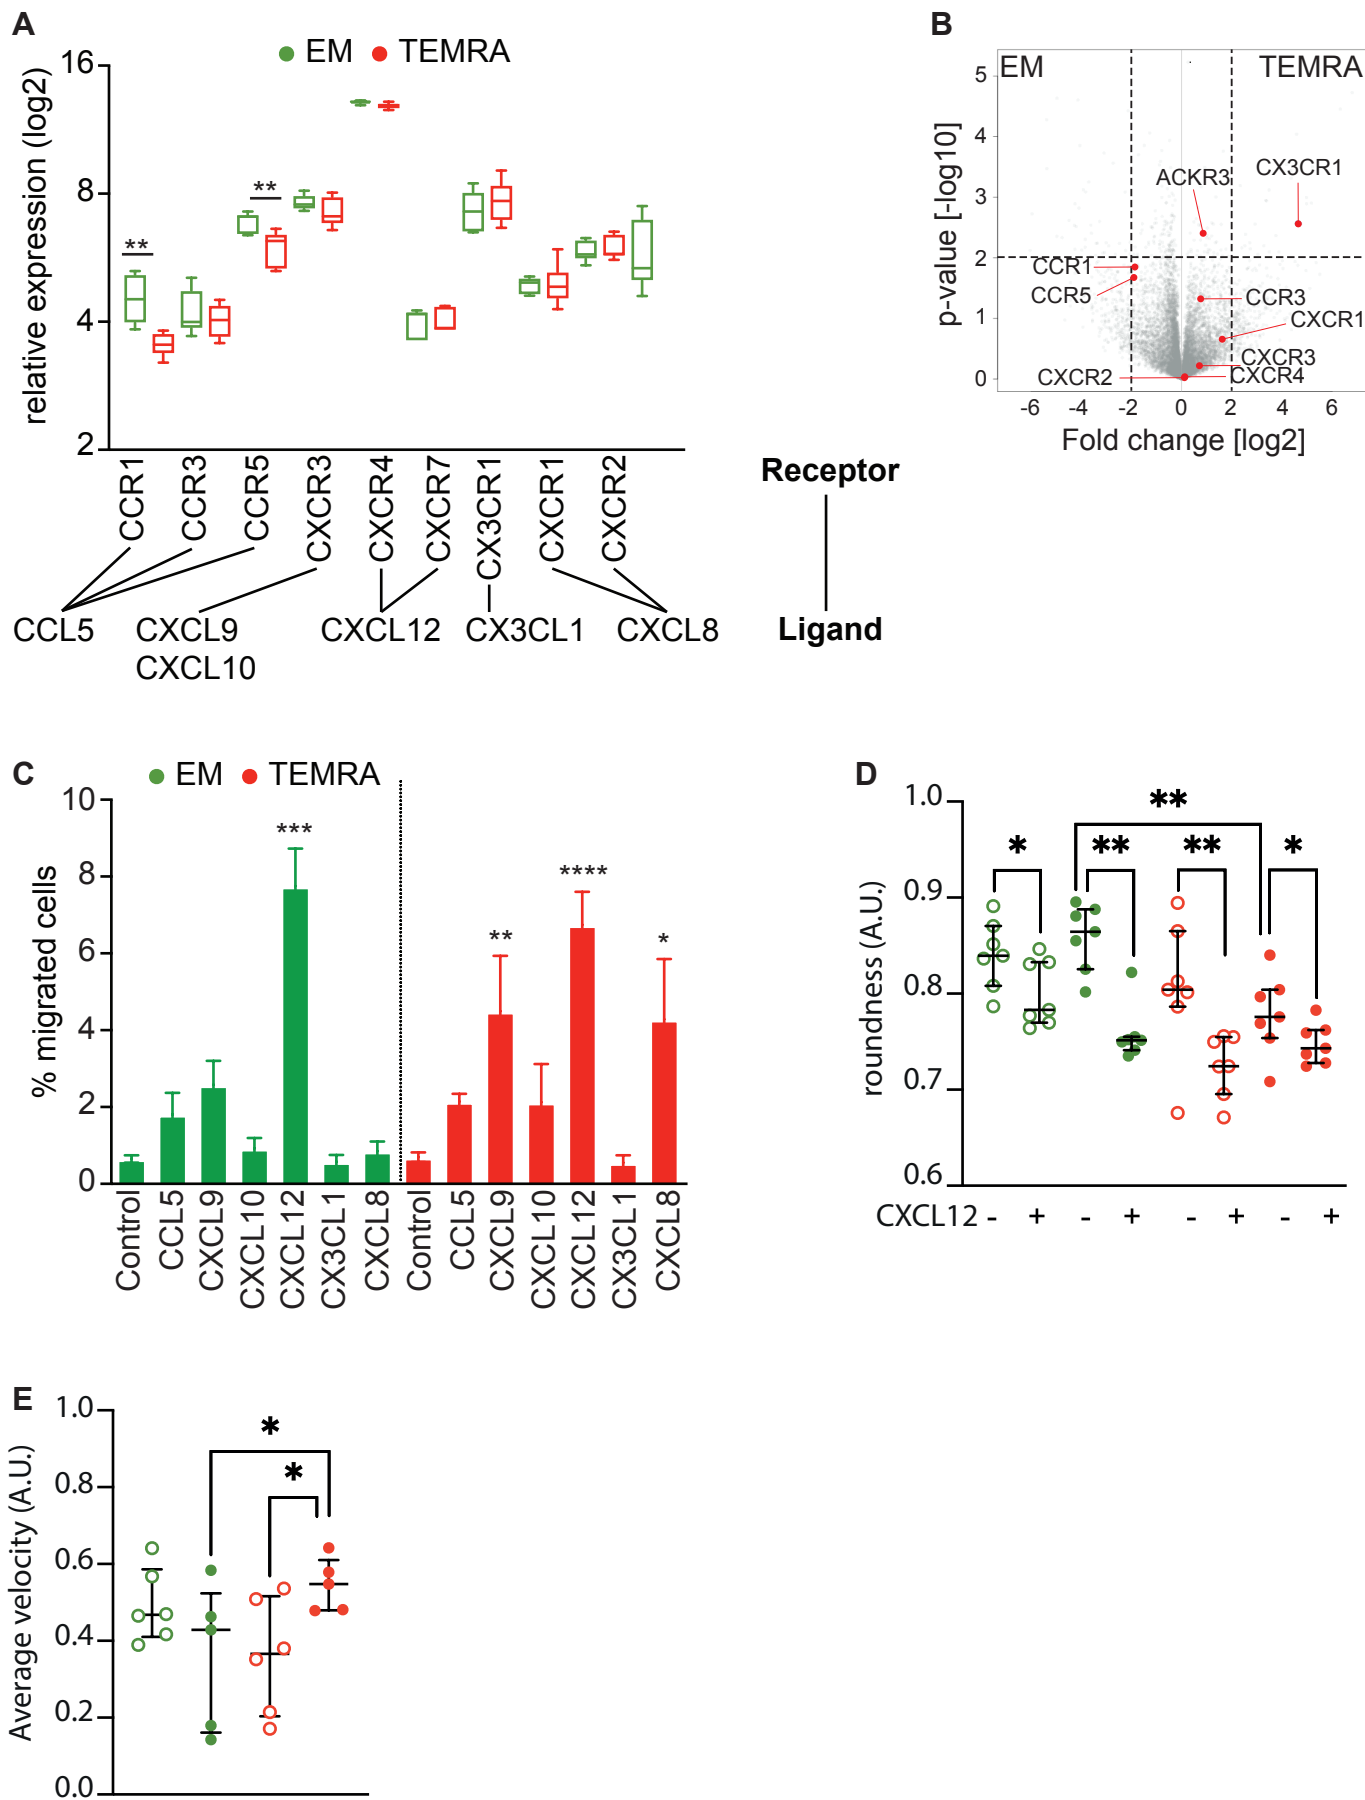 A
EM TEMRA
relative expression (log2)
16
8
4
2
**
**
CCR1
CCR3
CCR5
CXCR3
CXCR4
CXCR7
CX3CR1
CXCR1
CXCR2
Receptor
CCL5
CXCL9
CXCL10
CXCL12
CX3CL1
CXCL8
Ligand
B
EM
TEMRA
p-value [-log10]
5
4
3
2
1
0
ACKR3
CX3CR1
CCR1
CCR5
CCR3
CXCR1
CXCR3
CXCR2
CXCR4
-6 -4 -2 0 2 4 6
Fold change [log2]
C
EM TEMRA
% migrated cells
10
8
6
4
2
0
***
**
****
*
Control
CCL5
CXCL9
CXCL10
CXCL12
CX3CL1
CXCL8
Control
CCL5
CXCL9
CXCL10
CXCL12
CX3CL1
CXCL8
D
roundness (A.U.)
1.0
0.9
0.8
0.7
0.6
**
* ** ** *
CXCL12 - + - + - + - +
E
Average velocity (A.U.)
1.0
0.8
0.6
0.4
0.2
0.0
*
*